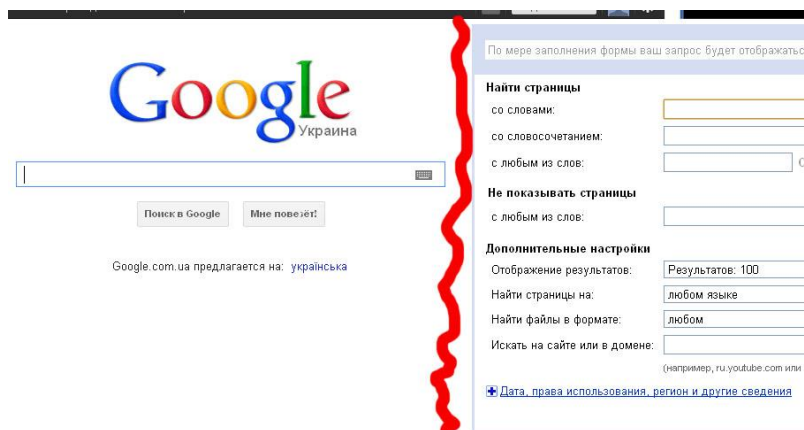 Google
Украина
Поиск в Google
Мне повезёт!
Google.com.ua предлагается на: українська
По мере заполнения формы ваш запрос будет
Найти страницы
со словами:
со словосочетанием:
с любым из слов:
Не показывать страницы
с любым из слов:
Дополнительные настройки
Отображение результатов: Результатов: 100
Найти страницы на: любом языке
Найти файлы в формате: любом
Искать на сайте или в домене:
(например, ru.youtube.com или
Дата, права использования, регион и другие сведения